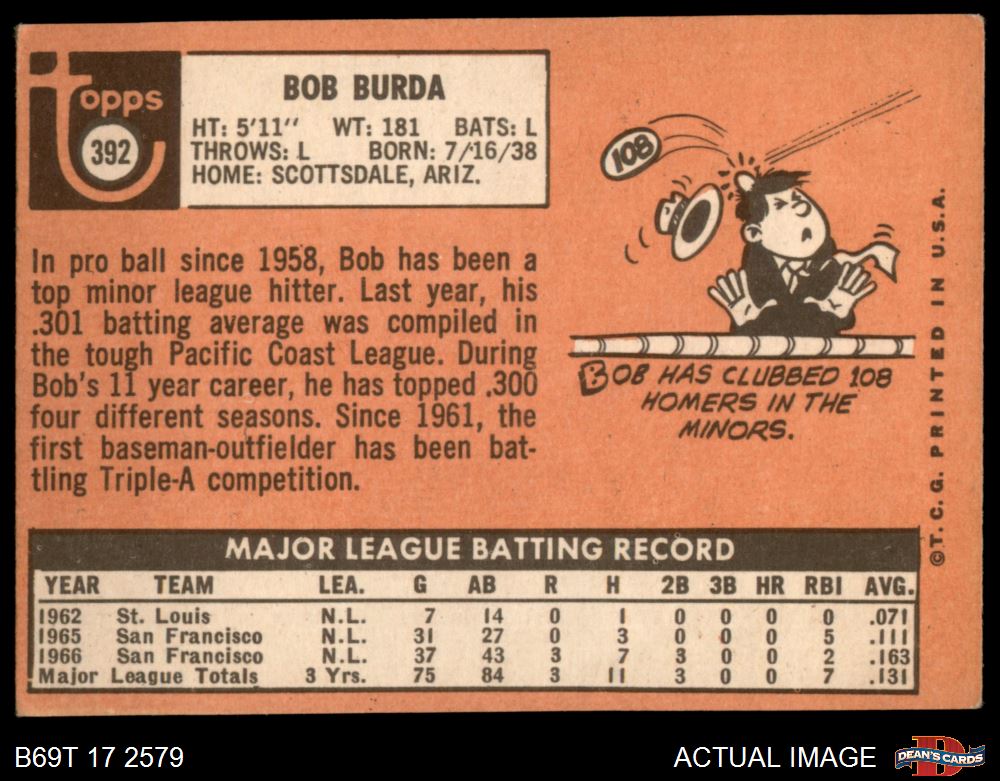 topps
392
BOB BURDA
HT: 5'11" WT: 181 BATS: L
THROWS: L BORN: 7/16/38
HOME: SCOTTSDALE, ARIZ.
In pro ball since 1958, Bob has been a
top minor league hitter. Last year, his
.301 batting average was compiled in
the tough Pacific Coast League. During
Bob's 11 year career, he has topped .300
four different seasons. Since 1961, the
first baseman-outfielder has been bat-
tling Triple-A competition.
108
BOB HAS CLUBBED 108
HOMERS IN THE
MINORS.
©T.C.G. PRINTED IN U.S.A.
MAJOR LEAGUE BATTING RECORD
YEAR TEAM LEA. G AB R H 2B 3B HR RBI AVG.
1962 St. Louis N.L. 7 14 0 1 0 0 0 0 .071
1965 San Francisco N.L. 31 27 0 3 0 0 0 5 .111
1966 San Francisco N.L. 37 43 3 7 3 0 0 2 .163
Major League Totals 3 Yrs. 75 84 3 11 3 0 0 7 .131
B69T 17 2579
ACTUAL IMAGE
DEAN'S CARDS